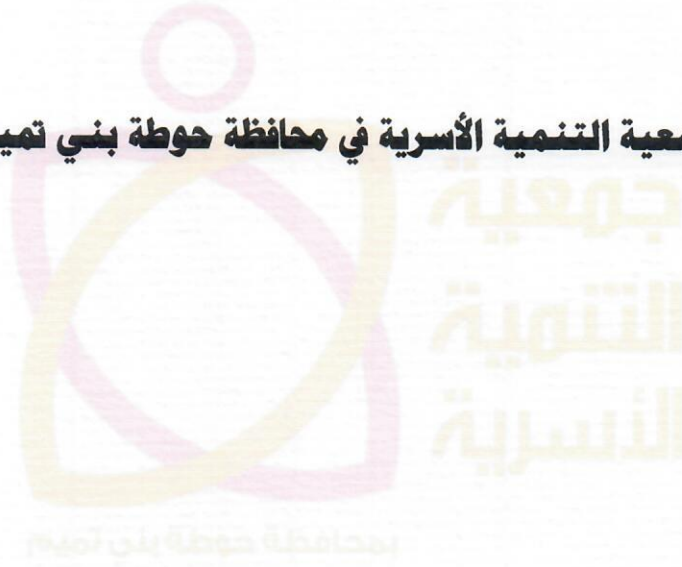 معية التنمية الأسرية في محافظة حوطة بني تمي
جمعية
التنمية
الأسرية
بمحافظة حوطة بني تميم